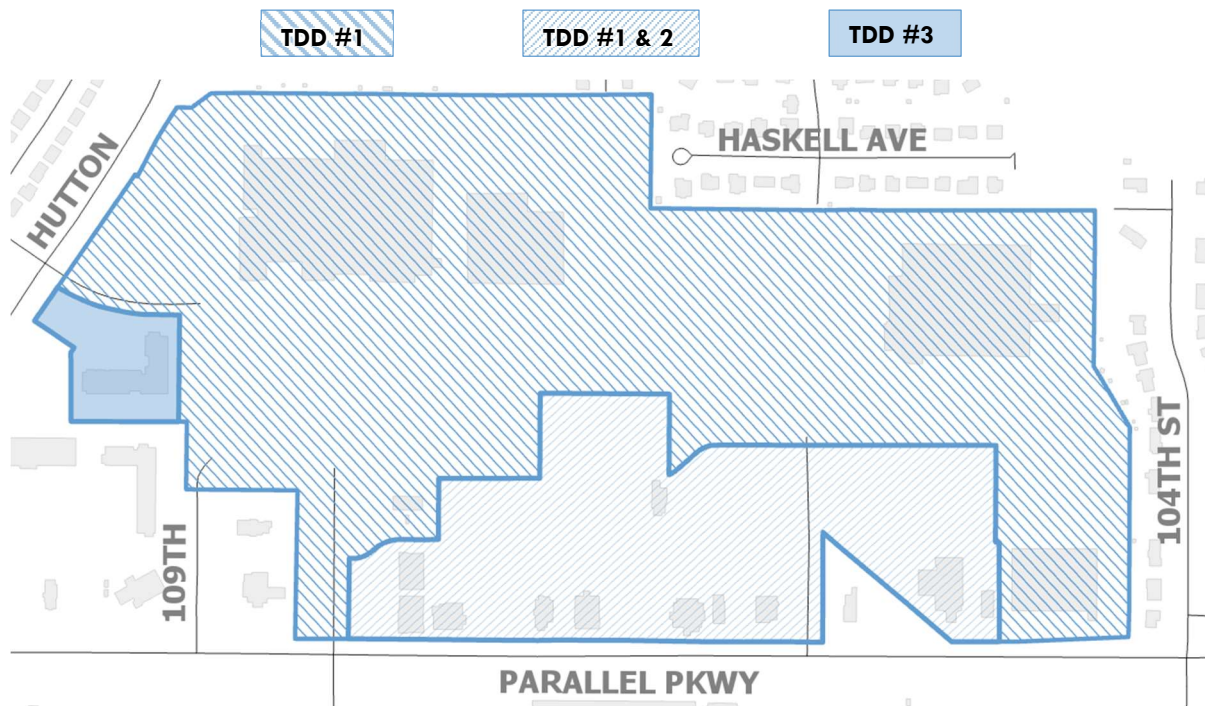 TDD #1
TDD #1 & 2
TDD #3
HASKELL AVE
HUTTON
104TH ST
109TH
PARALLEL PKWY